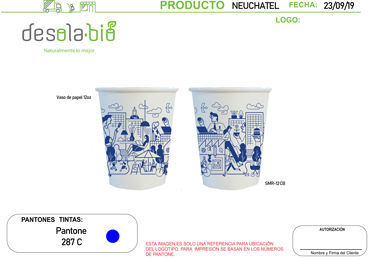 PRODUCTO NEUCHATEL FECHA: 23/09/19
LOGO:
desola·bio
Naturalmente lo mejor
Vaso de papel 12oz
SMR-12CB
PANTONES TINTAS:
Pantone
287 C
ESTA IMAGEN ES SOLO UNA REFERENCIA PARA UBICACIÓN
DEL LOGOTIPO. PARA IMPRESIÓN SE BASAN EN LOS NÚMEROS
DE PANTONE.
AUTORIZACIÓN
Nombre y Firma del Cliente